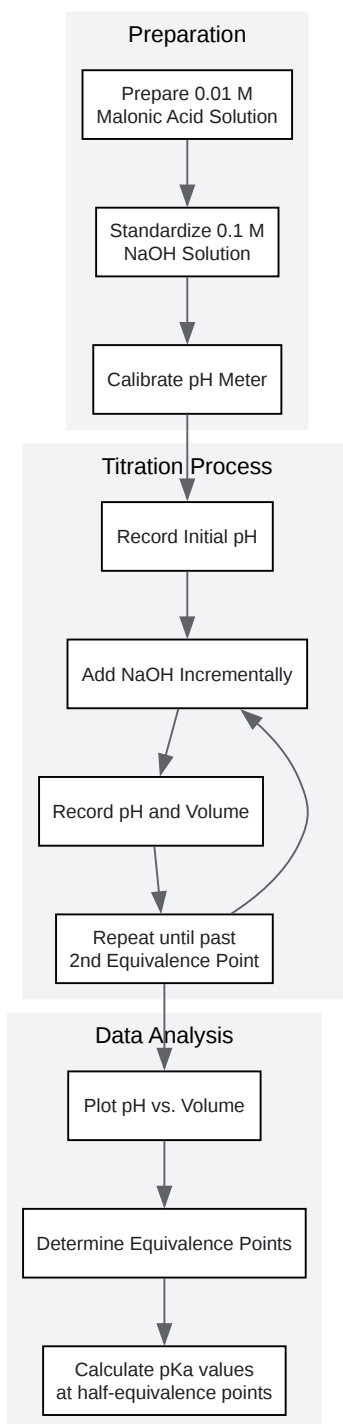 Preparation
Prepare 0.01 M
Malonic Acid Solution
Standardize 0.1 M
NaOH Solution
Calibrate pH Meter
Titration Process
Record Initial pH
Add NaOH Incrementally
Record pH and Volume
Repeat until past
2nd Equivalence Point
Data Analysis
Plot pH vs. Volume
Determine Equivalence Points
Calculate pKa values
at half-equivalence points